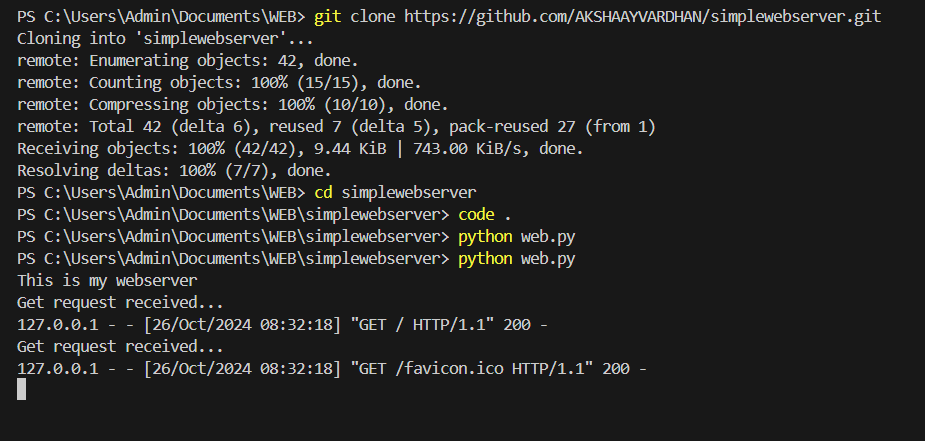 PS C:\Users\Admin\Documents\WEB> git clone https://github.com/AKSHAAYVARDHAN/simplewebserver.git
Cloning into 'simplewebserver'...
remote: Enumerating objects: 42, done.
remote: Counting objects: 100% (15/15), done.
remote: Compressing objects: 100% (10/10), done.
remote: Total 42 (delta 6), reused 7 (delta 5), pack-reused 27 (from 1)
Receiving objects: 100% (42/42), 9.44 KiB | 743.00 KiB/s, done.
Resolving deltas: 100% (7/7), done.
PS C:\Users\Admin\Documents\WEB> cd simplewebserver
PS C:\Users\Admin\Documents\WEB\simplewebserver> code .
PS C:\Users\Admin\Documents\WEB\simplewebserver> python web.py
PS C:\Users\Admin\Documents\WEB\simplewebserver> python web.py
This is my webserver
Get request received...
127.0.0.1 - - [26/Oct/2024 08:32:18] "GET / HTTP/1.1" 200 -
Get request received...
127.0.0.1 - - [26/Oct/2024 08:32:18] "GET /favicon.ico HTTP/1.1" 200 -